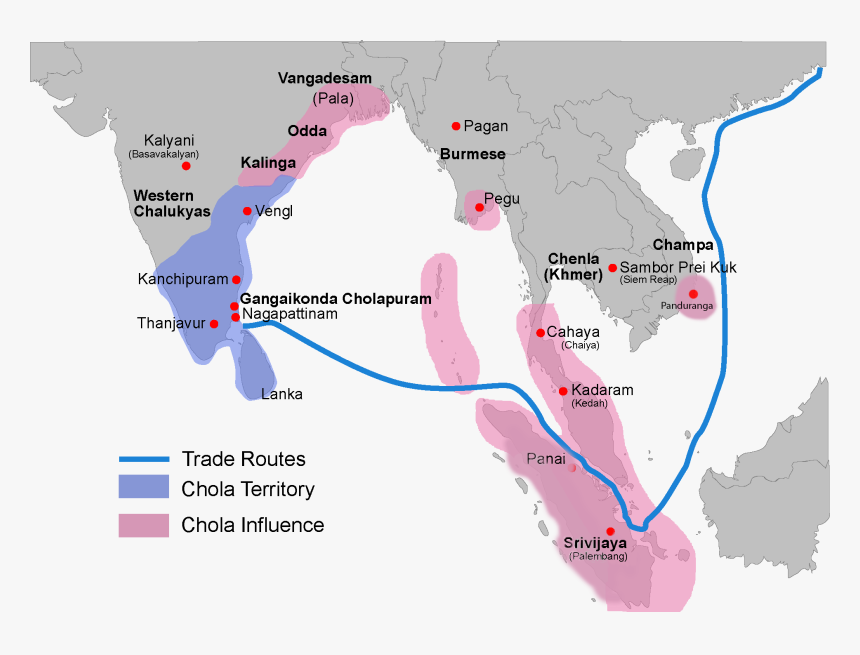 Vangadesam
(Pala)
Odda
Kalinga
Kalyani
(Basavakalyan)
Western
Chalukyas
Vengl
Pagan
Burmese
Pegu
Kanchipuram
Gangaikonda Cholapuram
Nagapattinam
Thanjavur
Lanka
Champa
Chenla
(Khmer)
Sambor Prei Kuk
(Siem Reap)
Panduranga
Cahaya
(Chaiya)
Kadaram
(Kedah)
Panai
Srivijaya
(Palembang)
Trade Routes
Chola Territory
Chola Influence